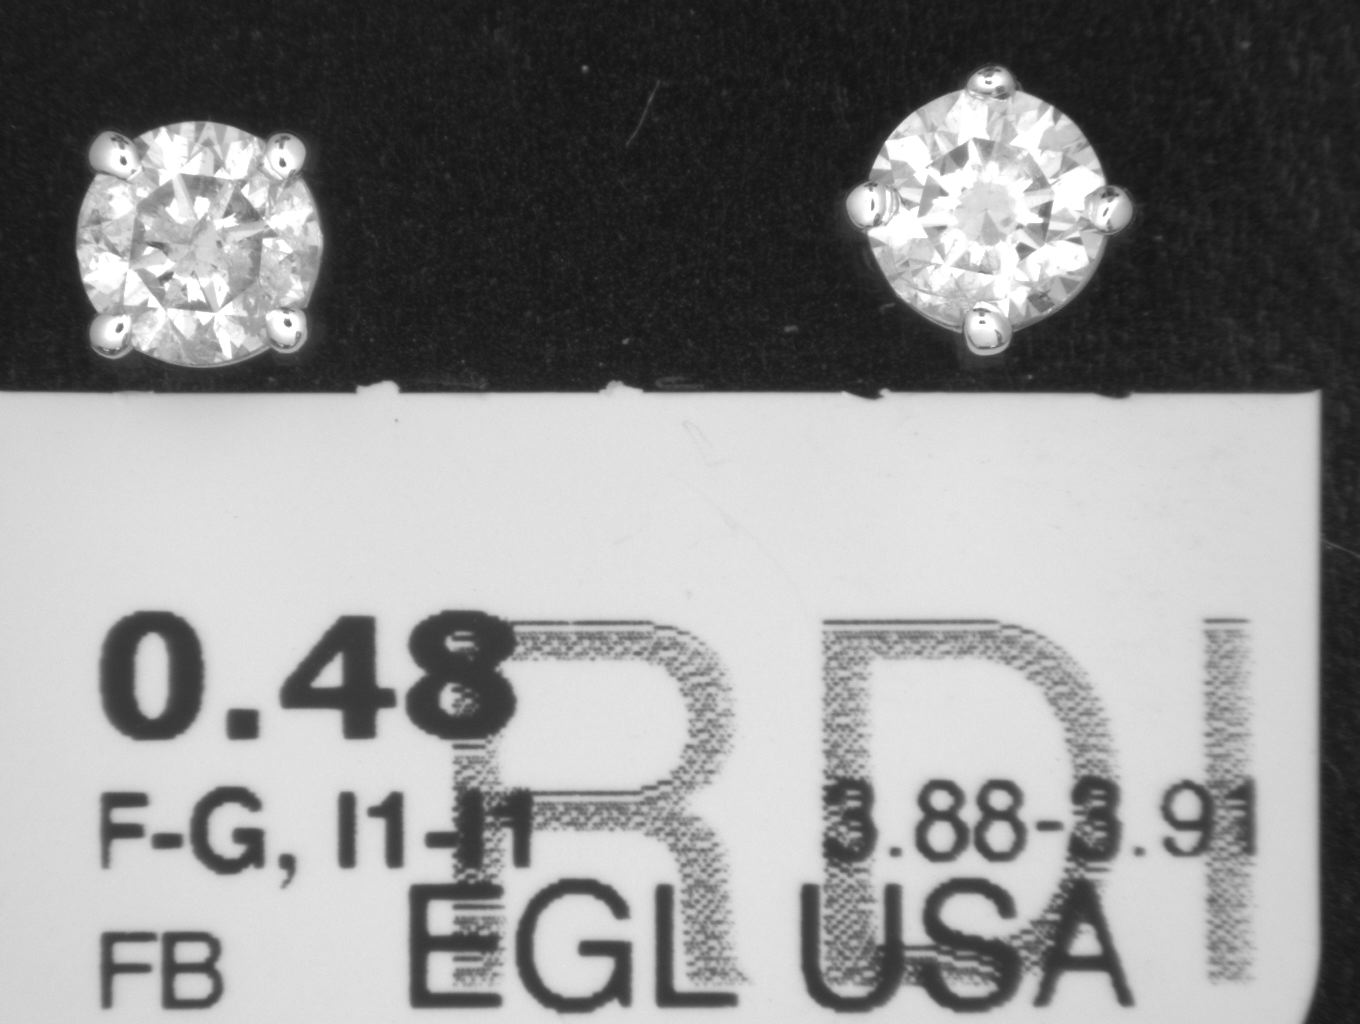 RDI
0.48
F-G, I1-I1 3.88-3.91
FB EGL USA